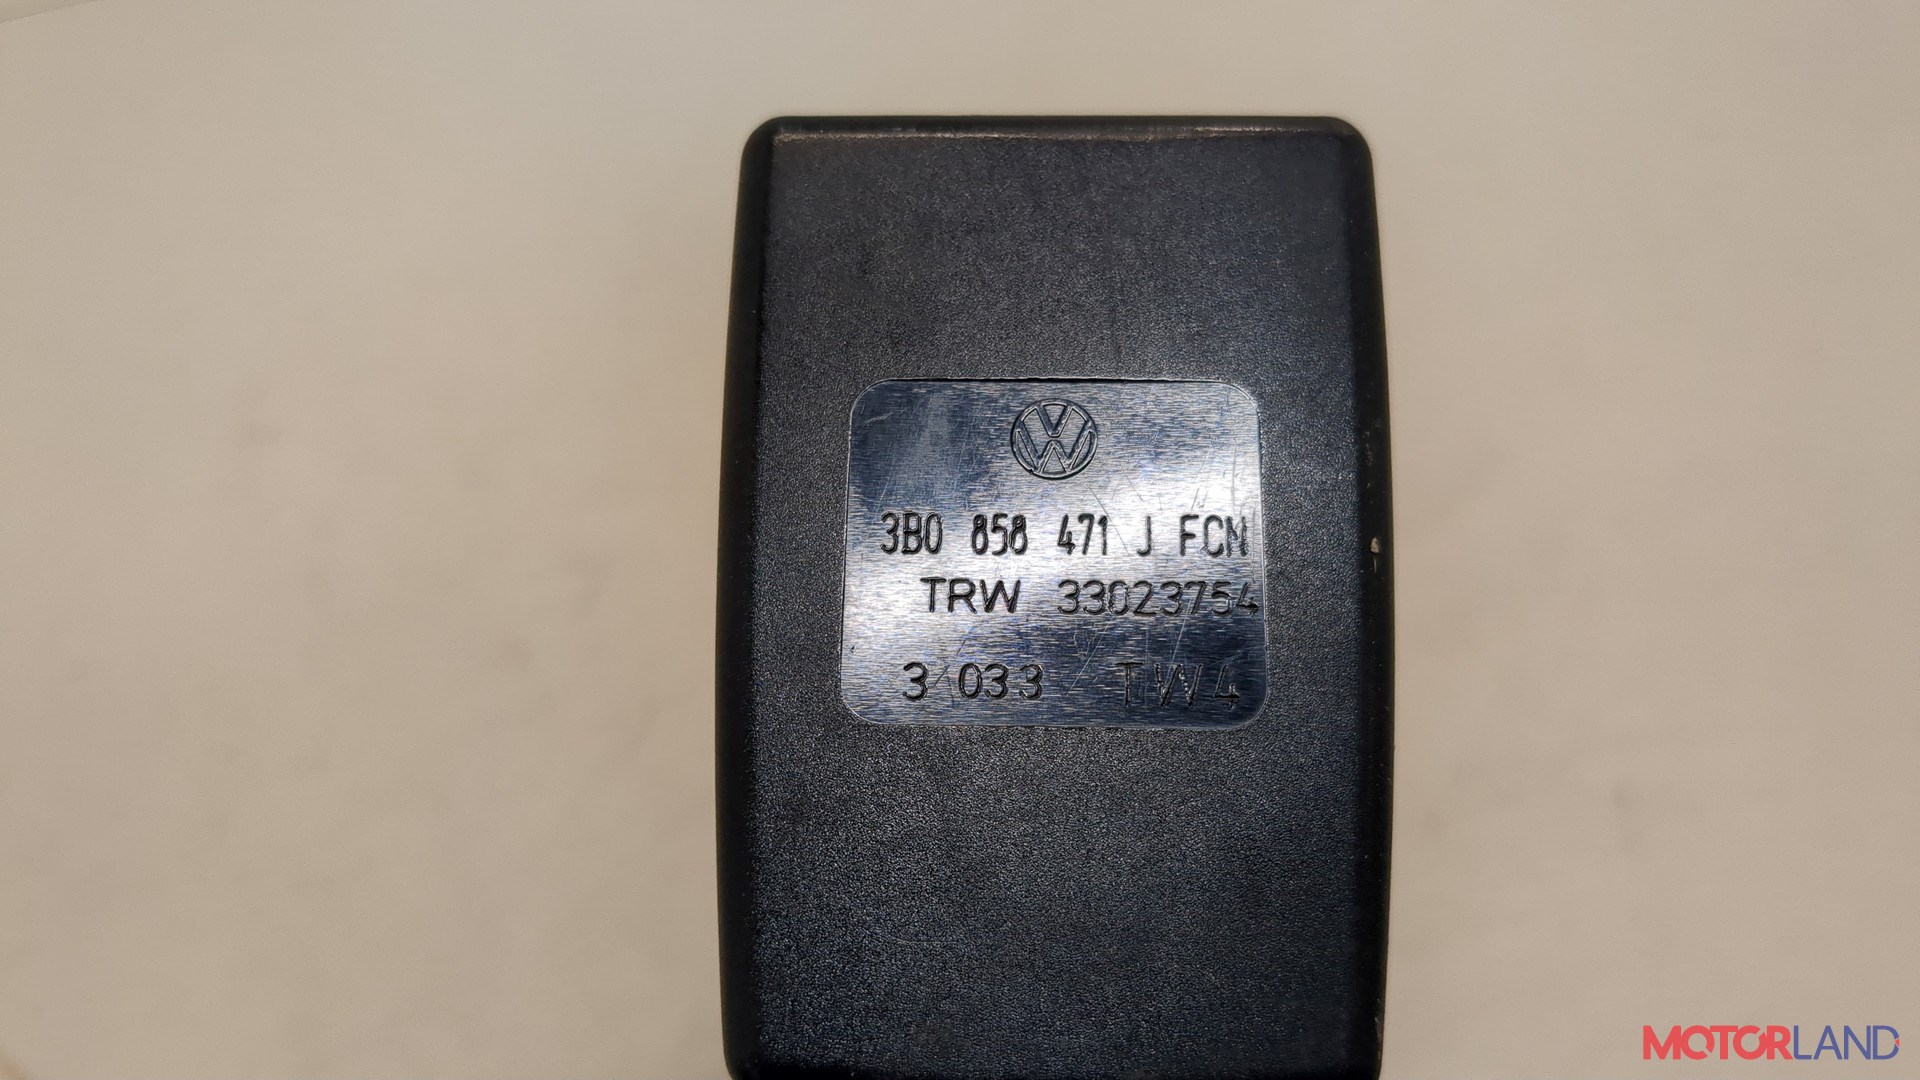 3B0 858 471 J FCN
TRW 33023754
3 033 TW4
MOTORLAND